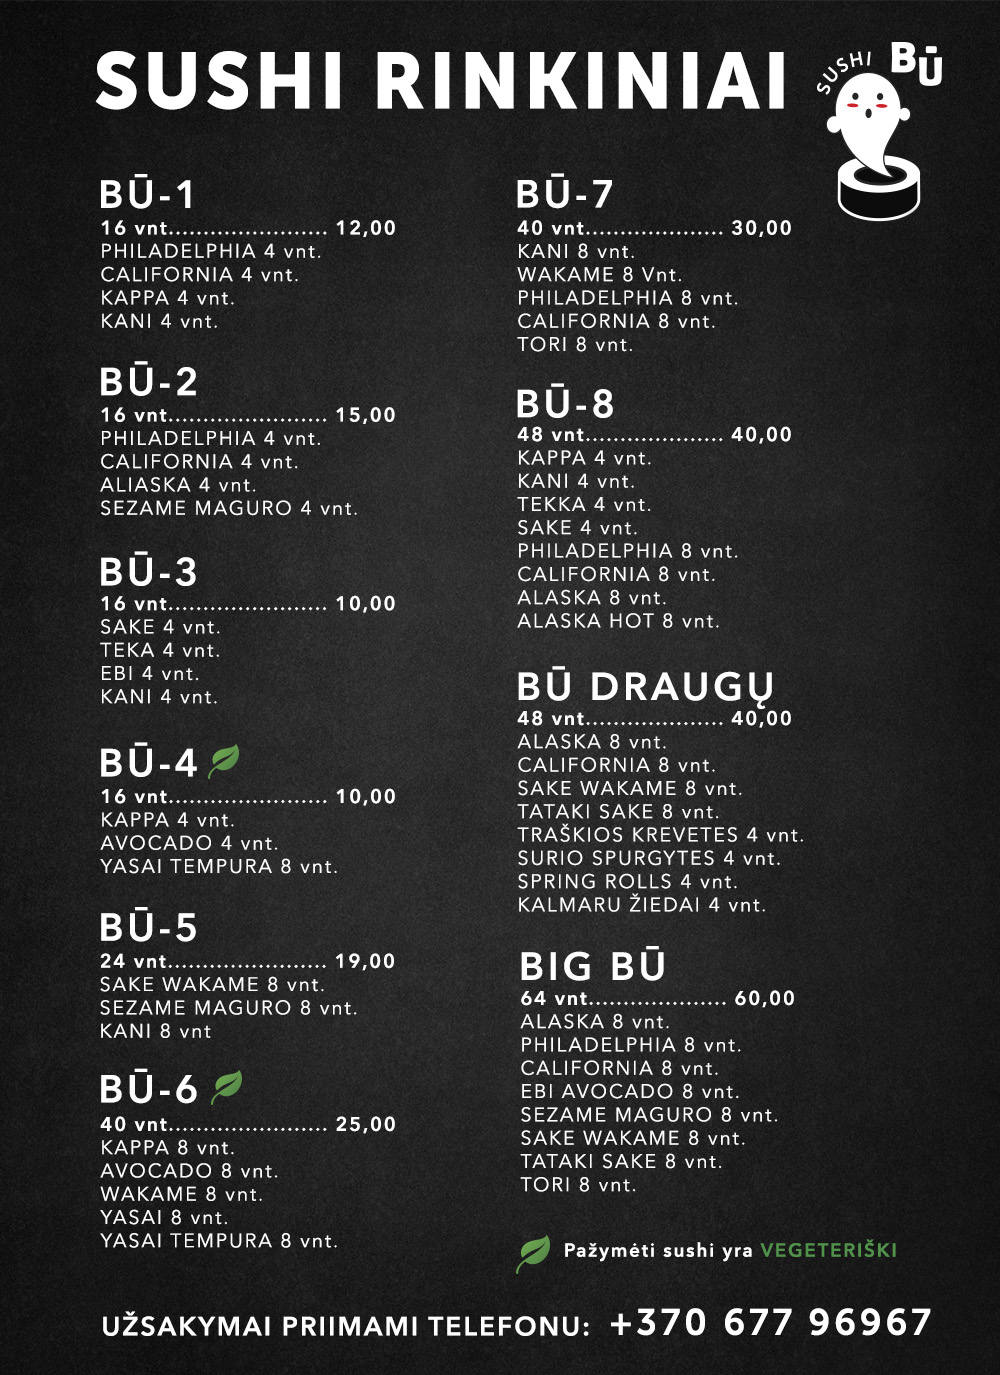 SUSHI RINKINIAI
SUSHI BŪ
BŪ-1
16 vnt....................... 12,00
PHILADELPHIA 4 vnt.
CALIFORNIA 4 vnt.
KAPPA 4 vnt.
KANI 4 vnt.
BŪ-2
16 vnt....................... 15,00
PHILADELPHIA 4 vnt.
CALIFORNIA 4 vnt.
ALIASKA 4 vnt.
SEZAME MAGURO 4 vnt.
BŪ-3
16 vnt....................... 10,00
SAKE 4 vnt.
TEKA 4 vnt.
EBI 4 vnt.
KANI 4 vnt.
BŪ-4
16 vnt....................... 10,00
KAPPA 4 vnt.
AVOCADO 4 vnt.
YASAI TEMPURA 8 vnt.
BŪ-5
24 vnt....................... 19,00
SAKE WAKAME 8 vnt.
SEZAME MAGURO 8 vnt.
KANI 8 vnt
BŪ-6
40 vnt....................... 25,00
KAPPA 8 vnt.
AVOCADO 8 vnt.
WAKAME 8 vnt.
YASAI 8 vnt.
YASAI TEMPURA 8 vnt.
BŪ-7
40 vnt.................... 30,00
KANI 8 vnt.
WAKAME 8 Vnt.
PHILADELPHIA 8 vnt.
CALIFORNIA 8 vnt.
TORI 8 vnt.
BŪ-8
48 vnt.................... 40,00
KAPPA 4 vnt.
KANI 4 vnt.
TEKKA 4 vnt.
SAKE 4 vnt.
PHILADELPHIA 8 vnt.
CALIFORNIA 8 vnt.
ALASKA 8 vnt.
ALASKA HOT 8 vnt.
BŪ DRAUGŲ
48 vnt.................... 40,00
ALASKA 8 vnt.
CALIFORNIA 8 vnt.
SAKE WAKAME 8 vnt.
TATAKI SAKE 8 vnt.
TRAŠKIOS KREVETES 4 vnt.
SURIO SPURGYTES 4 vnt.
SPRING ROLLS 4 vnt.
KALMARU ŽIEDAI 4 vnt.
BIG BŪ
64 vnt.................... 60,00
ALASKA 8 vnt.
PHILADELPHIA 8 vnt.
CALIFORNIA 8 vnt.
EBI AVOCADO 8 vnt.
SEZAME MAGURO 8 vnt.
SAKE WAKAME 8 vnt.
TATAKI SAKE 8 vnt.
TORI 8 vnt.
Pažymėti sushi yra VEGETERIŠKI
UŽSAKYMAI PRIIMAMI TELEFONU: +370 677 96967